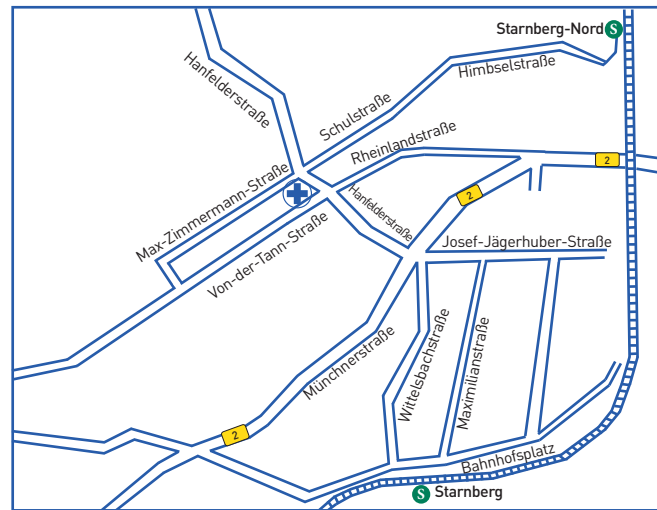 Starnberg-Nord S
Himbselstraße
Hanfelderstraße
Schulstraße
Rheinlandstraße
2
2
Max-Zimmermann-Straße
Hanfelderstraße
Von-der-Tann-Straße
Josef-Jägerhuber-Straße
Münchnerstraße
Wittelsbachstraße
Maximilianstraße
2
Bahnhofsplatz
S Starnberg